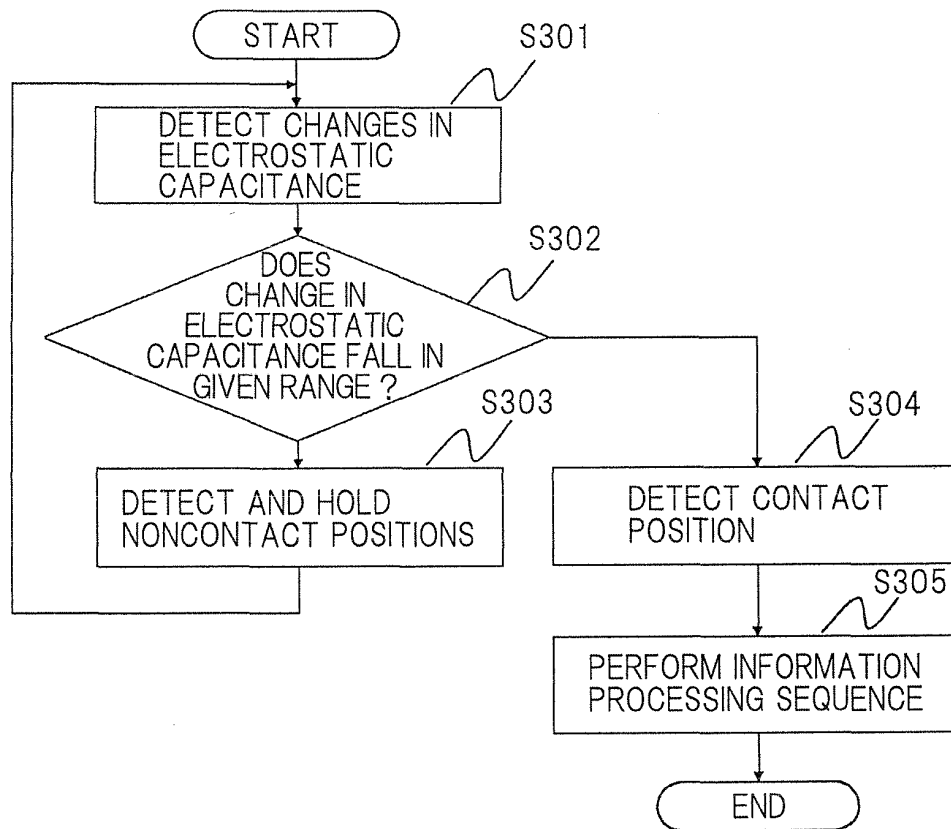 START
S301
DETECT CHANGES IN
ELECTROSTATIC
CAPACITANCE
S302
DOES
CHANGE IN
ELECTROSTATIC
CAPACITANCE FALL IN
GIVEN RANGE ?
S303
DETECT AND HOLD
NONCONTACT POSITIONS
S304
DETECT CONTACT
POSITION
S305
PERFORM INFORMATION
PROCESSING SEQUENCE
END